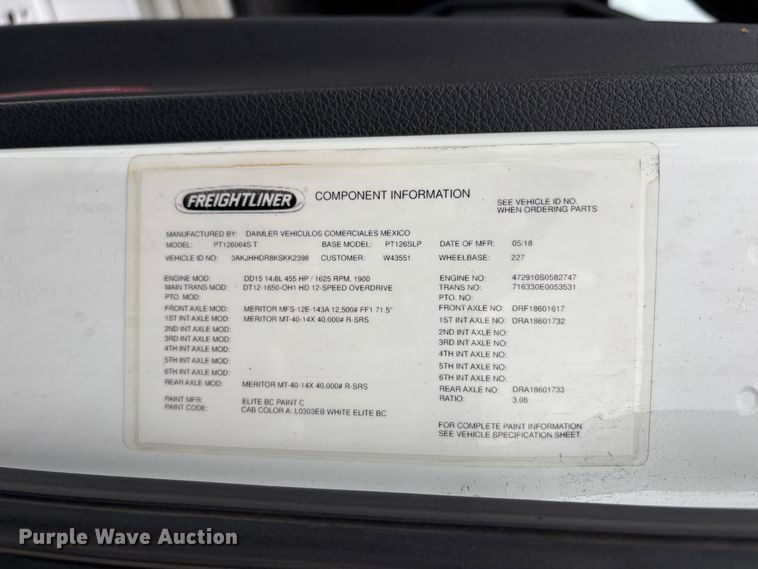 FREIGHTLINER
COMPONENT INFORMATION
SEE VEHICLE ID NO.
WHEN ORDERING PARTS
MANUFACTURED BY: DAIMLER VEHICULOS COMERCIALES MEXICO
MODEL: PT126064S T BASE MODEL: PT126SLP DATE OF MFR: 05/18
VEHICLE ID NO: 3AKJHHDR8KSKK2398 CUSTOMER: W43551 WHEELBASE: 227
ENGINE MOD: DD15 14.8L 455 HP / 1625 RPM, 1900 ENGINE NO: 472910S0582747
MAIN TRANS MOD: DT12-1650-OH1 HD 12-SPEED OVERDRIVE TRANS NO: 716330E0053531
PTO. MOD: PTO. NO:
FRONT AXLE MOD: MERITOR MFS-12E-143A 12,500# FF1 71.5" FRONT AXLE NO: DRF18601617
1ST INT AXLE MOD: MERITOR MT-40-14X 40,000# R-SRS 1ST INT AXLE NO: DRA18601732
2ND INT AXLE MOD: 2ND INT AXLE NO:
3RD INT AXLE MOD: 3RD INT AXLE NO:
4TH INT AXLE MOD: 4TH INT AXLE NO:
5TH INT AXLE MOD: 5TH INT AXLE NO:
6TH INT AXLE MOD: 6TH INT AXLE NO:
REAR AXLE MOD: MERITOR MT-40-14X 40,000# R-SRS REAR AXLE NO: DRA18601733
RATIO: 3.08
PAINT MFR: ELITE BC PAINT C
PAINT CODE: CAB COLOR A: L0303EB WHITE ELITE BC
FOR COMPLETE PAINT INFORMATION
SEE VEHICLE SPECIFICATION SHEET.
Purple Wave Auction